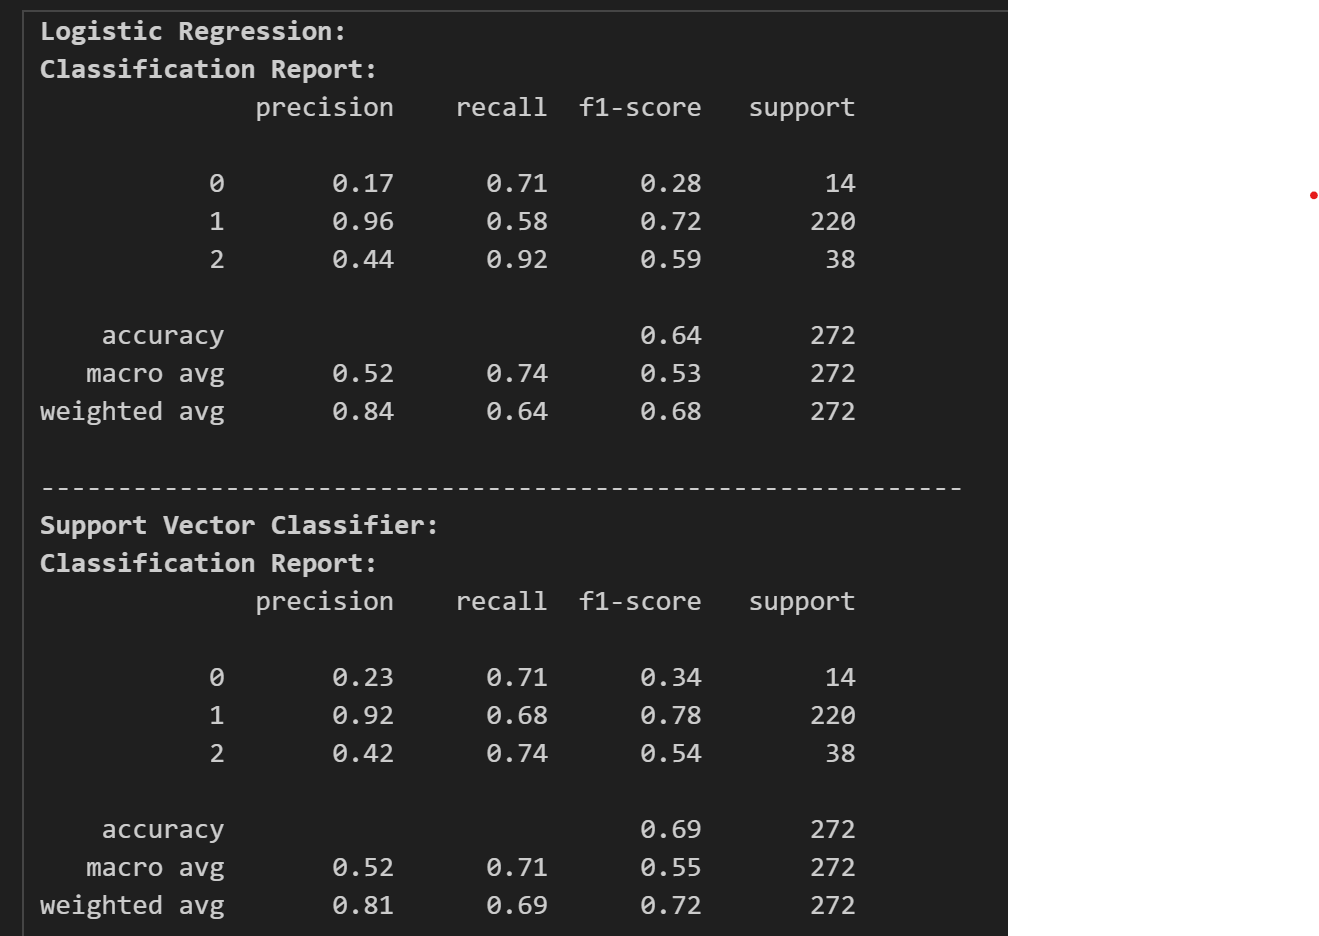 Logistic Regression:
Classification Report:
              precision    recall  f1-score   support

           0       0.17      0.71      0.28        14
           1       0.96      0.58      0.72       220
           2       0.44      0.92      0.59        38

    accuracy                           0.64       272
   macro avg       0.52      0.74      0.53       272
weighted avg       0.84      0.64      0.68       272

------------------------------------------------------------
Support Vector Classifier:
Classification Report:
              precision    recall  f1-score   support

           0       0.23      0.71      0.34        14
           1       0.92      0.68      0.78       220
           2       0.42      0.74      0.54        38

    accuracy                           0.69       272
   macro avg       0.52      0.71      0.55       272
weighted avg       0.81      0.69      0.72       272